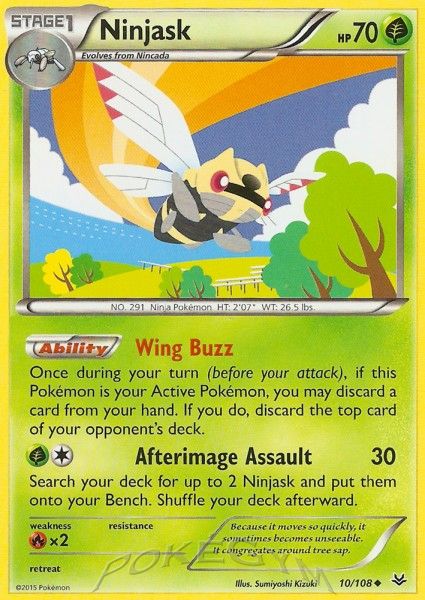 STAGE1
Ninjask
HP70
Evolves from Nincada
NO. 291 Ninja Pokémon HT: 2'07" WT: 26.5 lbs.
Ability Wing Buzz
Once during your turn (before your attack), if this
Pokémon is your Active Pokémon, you may discard a
card from your hand. If you do, discard the top card
of your opponent's deck.
Afterimage Assault 30
Search your deck for up to 2 Ninjask and put them
onto your Bench. Shuffle your deck afterward.
weakness resistance
×2
retreat
Because it moves so quickly, it
sometimes becomes unseeable.
It congregates around tree sap.
POKEGYM
©2015 Pokémon
Illus. Sumiyoshi Kizuki
10/108